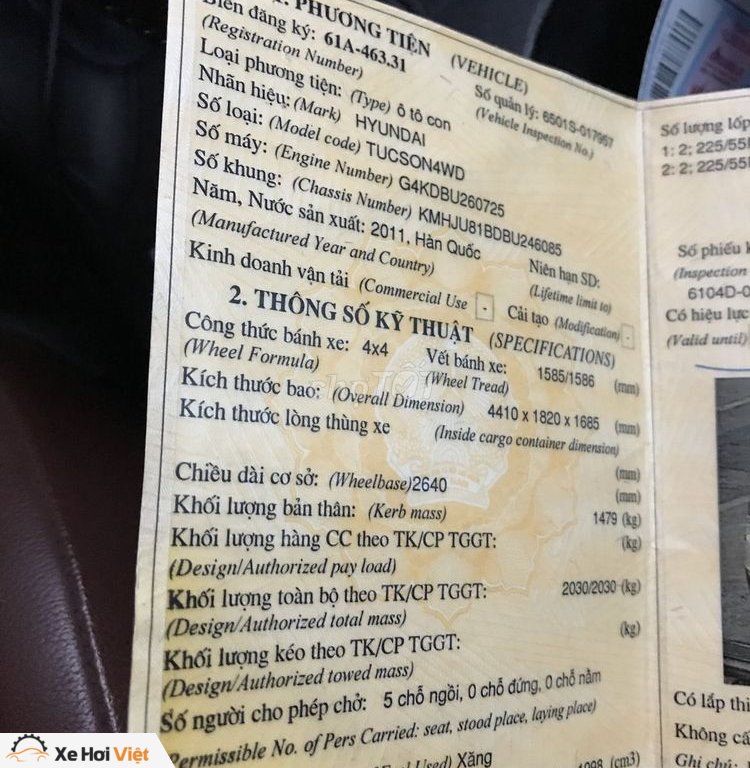 1. PHƯƠNG TIỆN (VEHICLE)
Biển đăng ký: 61A-463.31
(Registration Number)
Số quản lý: 6501S-017957
(Vehicle Inspection No.)
Loại phương tiện: (Type) ô tô con
Nhãn hiệu: (Mark) HYUNDAI
Số loại: (Model code) TUCSON4WD
Số máy: (Engine Number) G4KDBU260725
Số khung: (Chassis Number) KMHJU81BDBU246085
Năm, Nước sản xuất: 2011, Hàn Quốc
(Manufactured Year and Country)
Niên hạn SD:
(Lifetime limit to)
Kinh doanh vận tải (Commercial Use - Cải tạo (Modification) -
2. THÔNG SỐ KỸ THUẬT (SPECIFICATIONS)
Công thức bánh xe: 4x4
(Wheel Formula)
Vết bánh xe: 1585/1586 (mm)
(Wheel Tread)
Kích thước bao: (Overall Dimension) 4410 x 1820 x 1685 (mm)
Kích thước lòng thùng xe (Inside cargo container dimension)
(mm)
Chiều dài cơ sở: (Wheelbase)2640 (mm)
Khối lượng bản thân: (Kerb mass) 1479 (kg)
Khối lượng hàng CC theo TK/CP TGGT: (kg)
(Design/Authorized pay load)
Khối lượng toàn bộ theo TK/CP TGGT: 2030/2030 (kg)
(Design/Authorized total mass)
Khối lượng kéo theo TK/CP TGGT: (kg)
(Design/Authorized towed mass)
Số người cho phép chở: 5 chỗ ngồi, 0 chỗ đứng, 0 chỗ nằm
Permissible No. of Pers Carried: seat, stood place, laying place)
Used) Xăng 1998 (cm3)
Số lượng lốp
1: 2; 225/55
2: 2; 225/55
Số phiếu
(Inspection
6104D-0
Có hiệu lực
(Valid until)
Có lắp thi
Không cấ
Ghi chú:
chợTỐT
Xe Hơi Việt